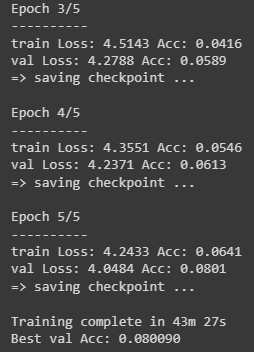 Epoch 3/5
----------
train Loss: 4.5143 Acc: 0.0416
val Loss: 4.2788 Acc: 0.0589
=> saving checkpoint ...
Epoch 4/5
----------
train Loss: 4.3551 Acc: 0.0546
val Loss: 4.2371 Acc: 0.0613
=> saving checkpoint ...
Epoch 5/5
----------
train Loss: 4.2433 Acc: 0.0641
val Loss: 4.0484 Acc: 0.0801
=> saving checkpoint ...
Training complete in 43m 27s
Best val Acc: 0.080090